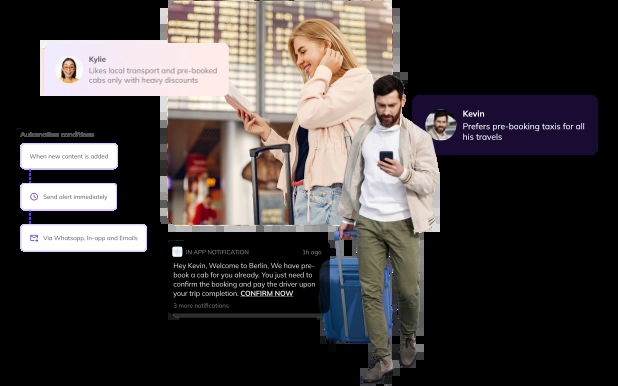 Kylie
Likes local transport and pre-booked
cabs only with heavy discounts
Kevin
Prefers pre-booking taxis for all
his travels
Automation conditions
When new content is added
Send alert immediately
Via Whatsapp, In-app and Emails
IN APP NOTIFICATION
1h ago
Hey Kevin, Welcome to Berlin, We have pre-
book a cab for you already. You just need to
confirm the booking and pay the driver upon
your trip completion. CONFIRM NOW
3 more notifications